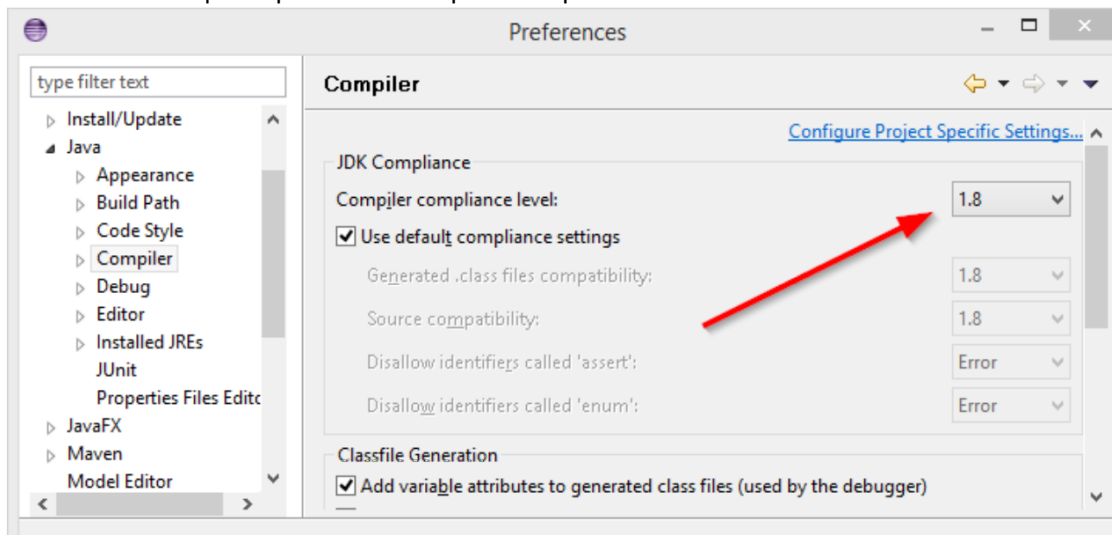 Preferences
type filter text
Install/Update
Java
Appearance
Build Path
Code Style
Compiler
Debug
Editor
Installed JREs
JUnit
Properties Files Edito
JavaFX
Maven
Model Editor
Compiler
Configure Project Specific Settings...
JDK Compliance
Compiler compliance level: 1.8
Use default compliance settings
Generated .class files compatibility: 1.8
Source compatibility: 1.8
Disallow identifiers called 'assert': Error
Disallow identifiers called 'enum': Error
Classfile Generation
Add variable attributes to generated class files (used by the debugger)